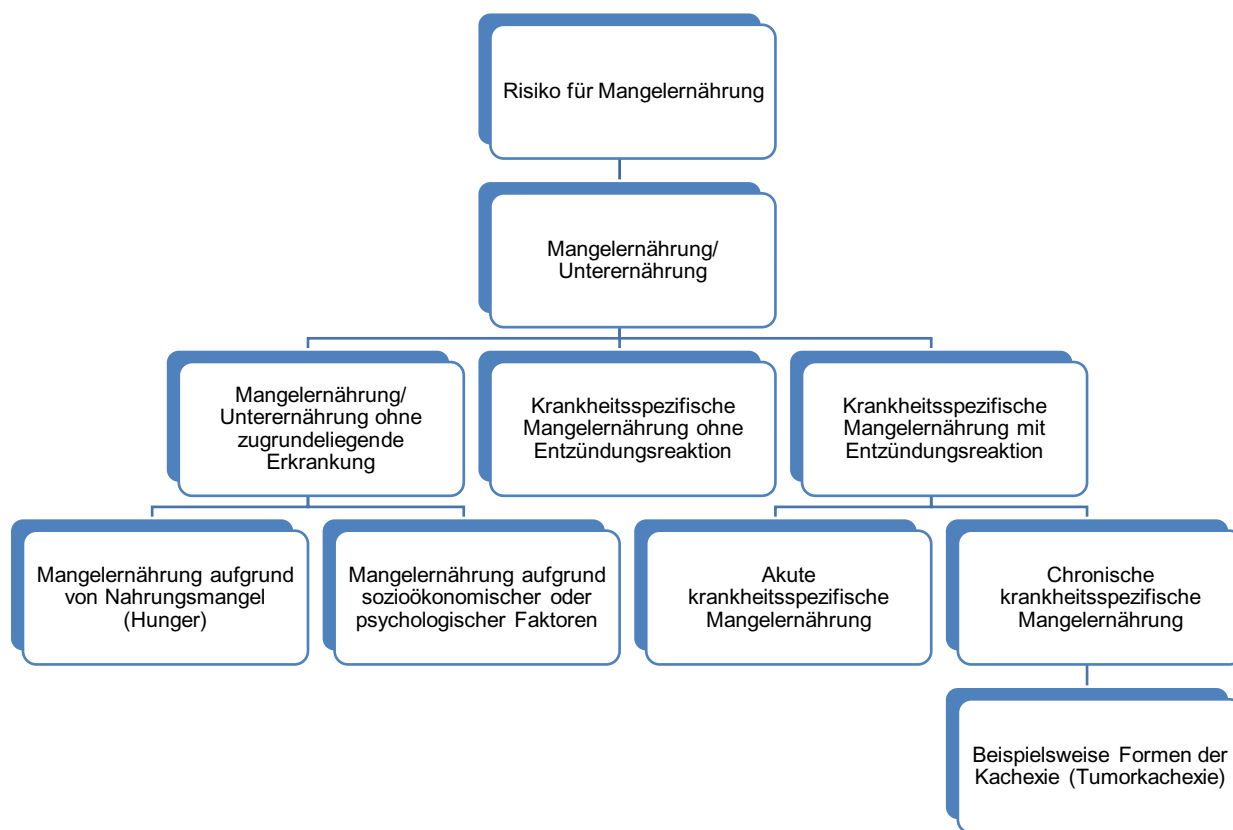 Risiko für Mangelernährung
Mangelernährung/
Unterernährung
Mangelernährung/
Unterernährung ohne
zugrundeliegende
Erkrankung
Krankheitsspezifische
Mangelernährung ohne
Entzündungsreaktion
Krankheitsspezifische
Mangelernährung mit
Entzündungsreaktion
Mangelernährung aufgrund
von Nahrungsmangel
(Hunger)
Mangelernährung aufgrund
sozioökonomischer oder
psychologischer Faktoren
Akute
krankheitsspezifische
Mangelernährung
Chronische
krankheitsspezifische
Mangelernährung
Beispielsweise Formen der
Kachexie (Tumorkachexie)